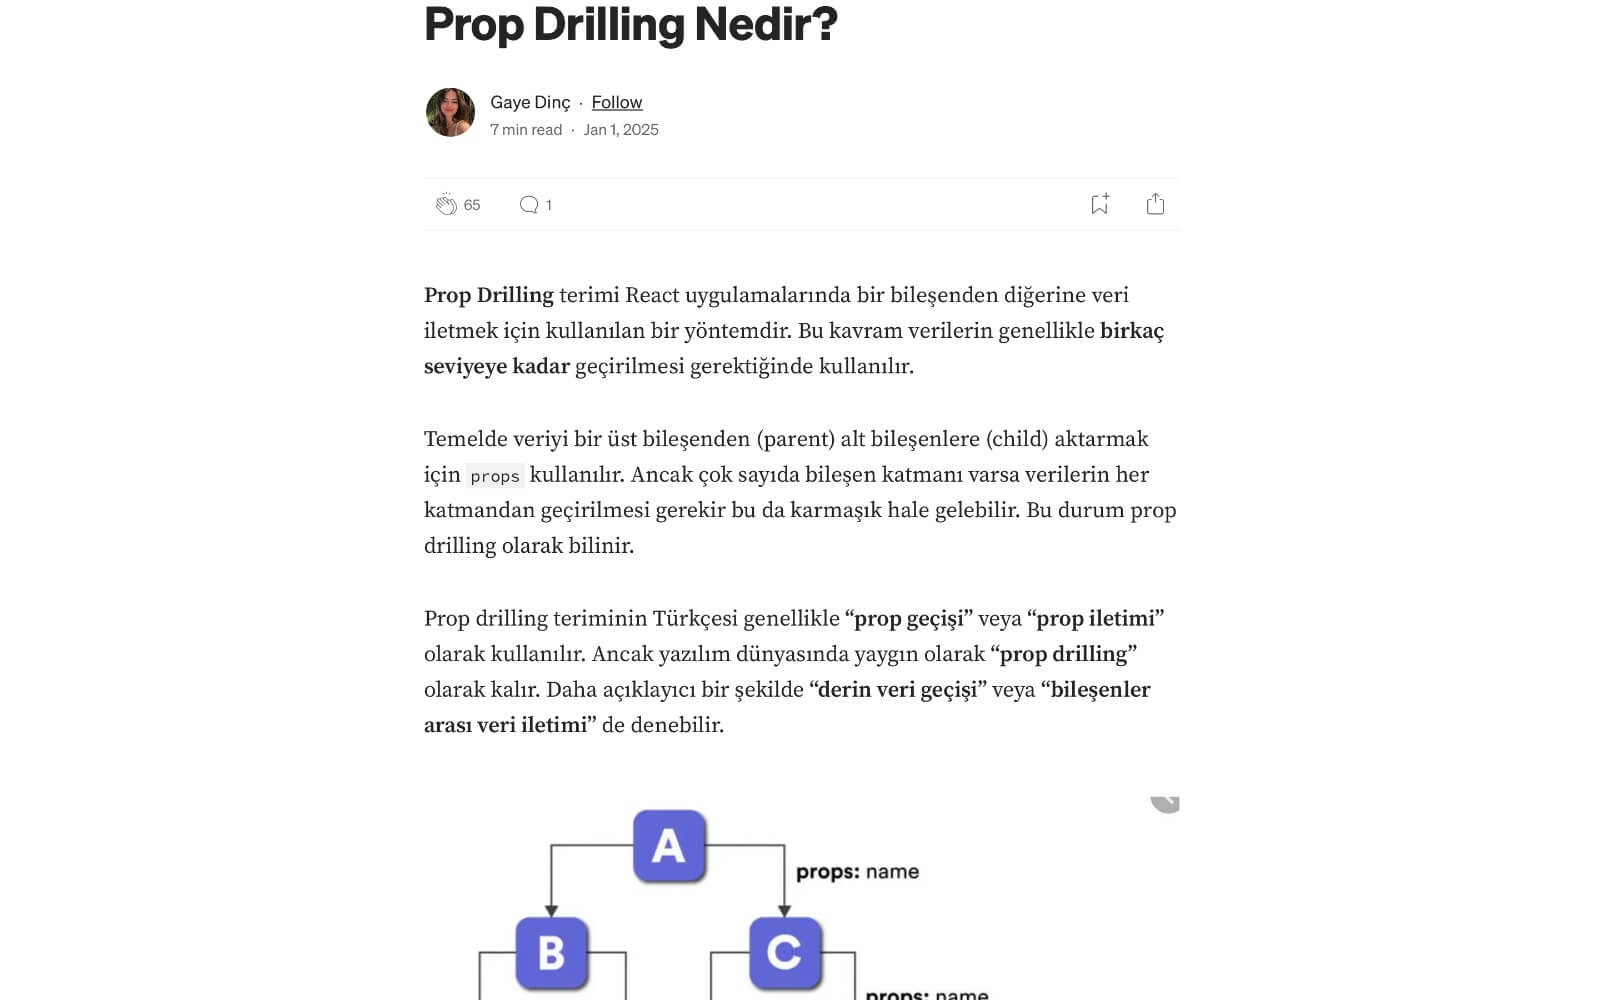 Prop Drilling Nedir?
Gaye Dinç · Follow
7 min read · Jan 1, 2025
65 1
Prop Drilling terimi React uygulamalarında bir bileşenden diğerine veri
iletmek için kullanılan bir yöntemdir. Bu kavram verilerin genellikle birkaç
seviyeye kadar geçirilmesi gerektiğinde kullanılır.
Temelde veriyi bir üst bileşenden (parent) alt bileşenlere (child) aktarmak
için props kullanılır. Ancak çok sayıda bileşen katmanı varsa verilerin her
katmandan geçirilmesi gerekir bu da karmaşık hale gelebilir. Bu durum prop
drilling olarak bilinir.
Prop drilling teriminin Türkçesi genellikle “prop geçişi” veya “prop iletimi”
olarak kullanılır. Ancak yazılım dünyasında yaygın olarak “prop drilling”
olarak kalır. Daha açıklayıcı bir şekilde “derin veri geçişi” veya “bileşenler
arası veri iletimi” de denebilir.
A
props: name
B
C
props: name